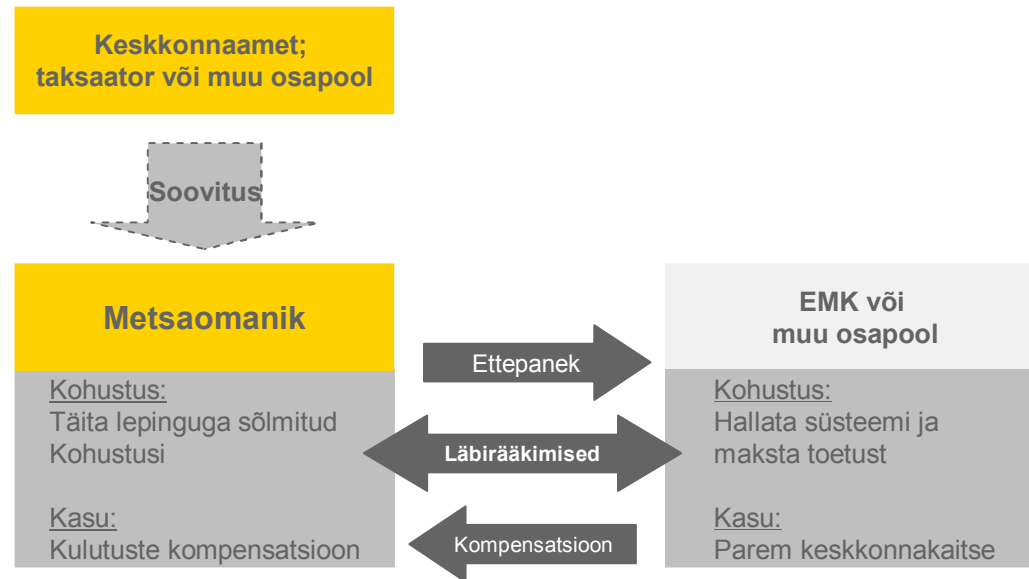 Keskkonnaamet;
taksaator või muu osapool
Soovitus
Metsaomanik
Kohustus:
Täita lepinguga sõlmitud
Kohustusi
Kasu:
Kulutuste kompensatsioon
Ettepanek
Läbirääkimised
Kompensatsioon
EMK või
muu osapool
Kohustus:
Hallata süsteemi ja
maksta toetust
Kasu:
Parem keskkonnakaitse